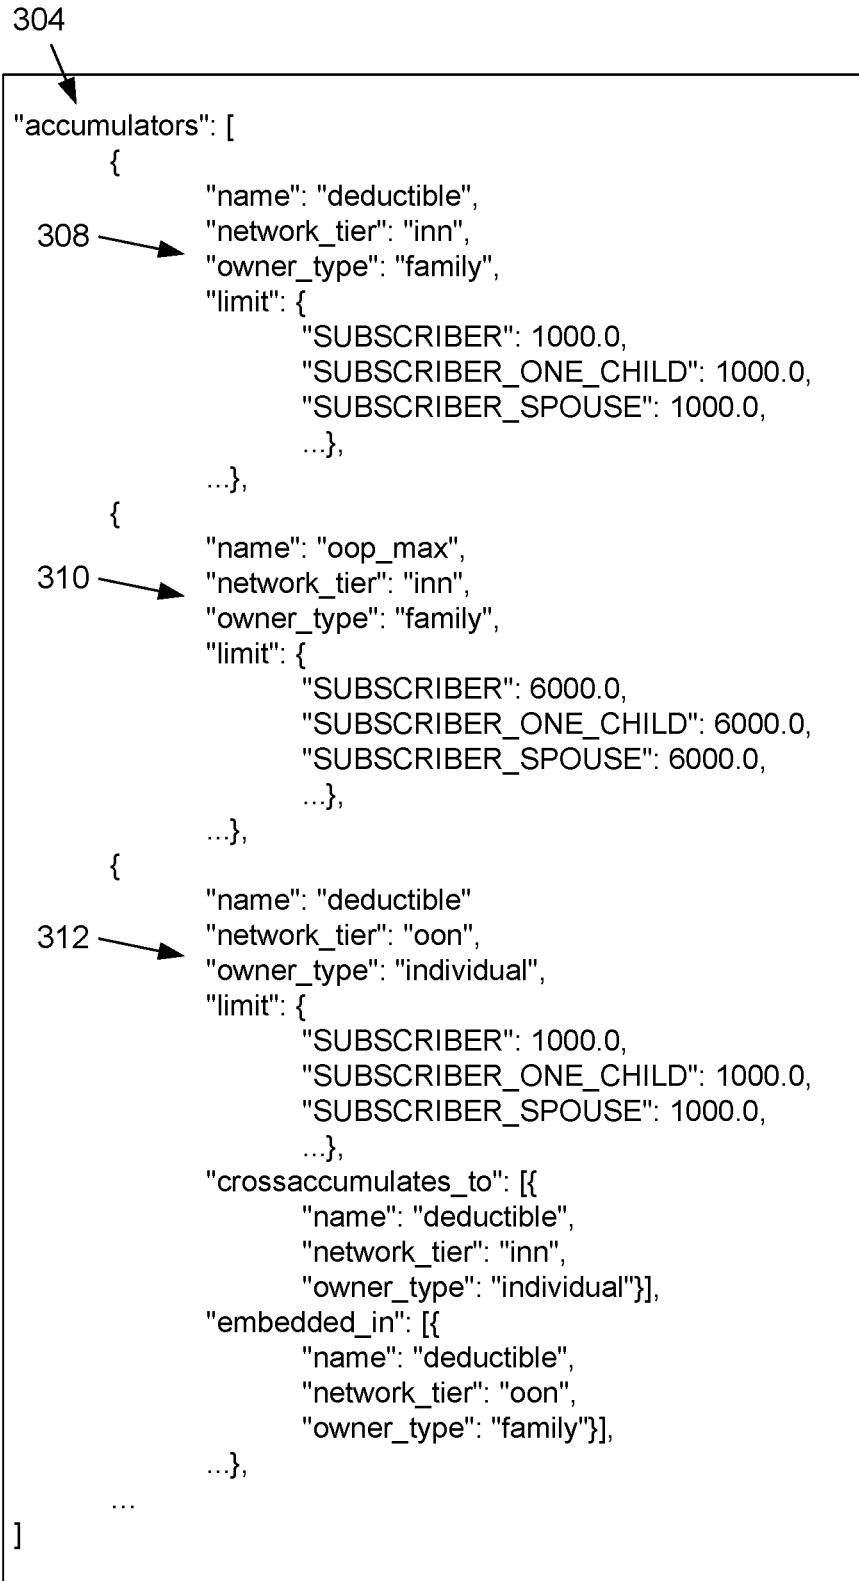 304
"accumulators": [
{
"name": "deductible",
308
"network_tier": "inn",
"owner_type": "family",
"limit": {
"SUBSCRIBER": 1000.0,
"SUBSCRIBER_ONE_CHILD": 1000.0,
"SUBSCRIBER_SPOUSE": 1000.0,
...},
...},
{
"name": "oop_max",
310
"network_tier": "inn",
"owner_type": "family",
"limit": {
"SUBSCRIBER": 6000.0,
"SUBSCRIBER_ONE_CHILD": 6000.0,
"SUBSCRIBER_SPOUSE": 6000.0,
...},
...},
{
"name": "deductible"
312
"network_tier": "oon",
"owner_type": "individual",
"limit": {
"SUBSCRIBER": 1000.0,
"SUBSCRIBER_ONE_CHILD": 1000.0,
"SUBSCRIBER_SPOUSE": 1000.0,
...},
"crossaccumulates_to": [{
"name": "deductible",
"network_tier": "inn",
"owner_type": "individual"}],
"embedded_in": [{
"name": "deductible",
"network_tier": "oon",
"owner_type": "family"}],
...},
...
]